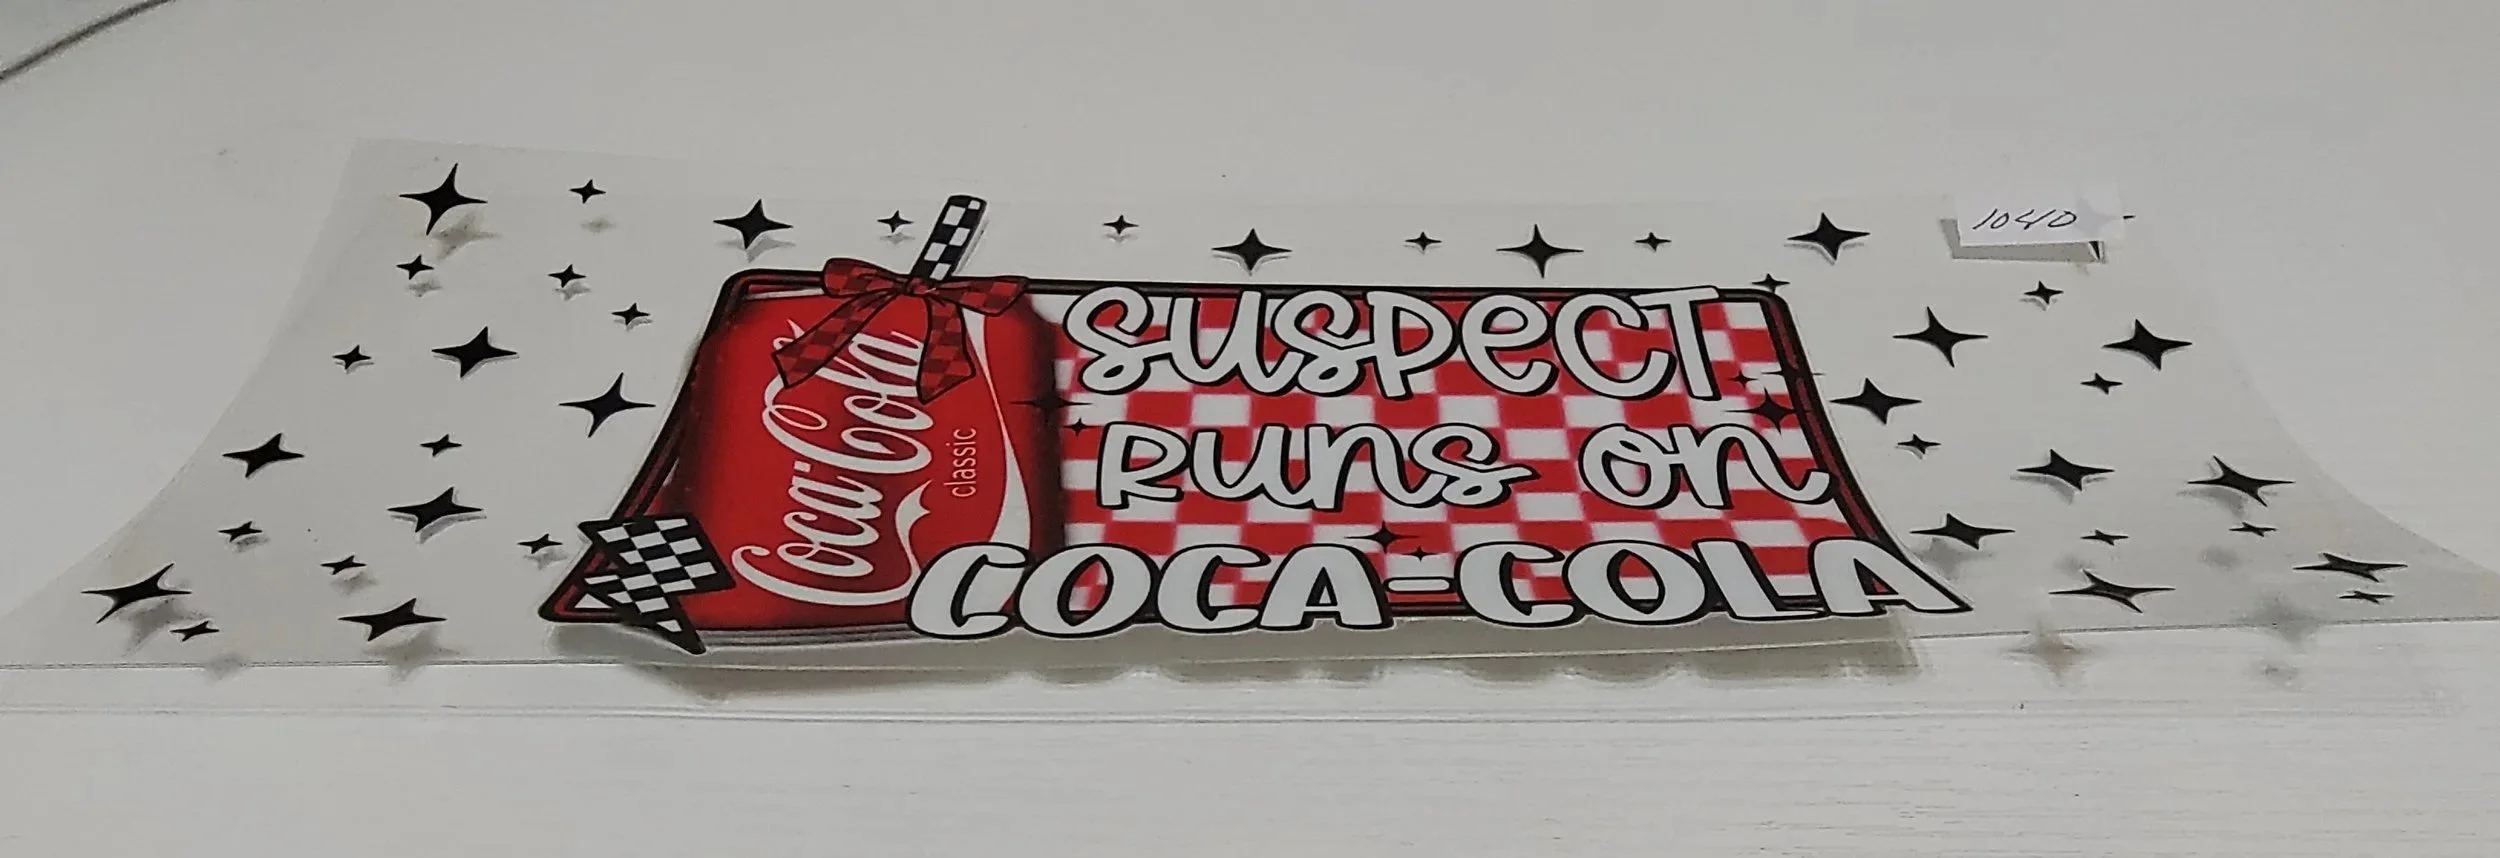 1040
Coca-Cola
classic
SUSPECT
RUNS ON
COCA-COLA